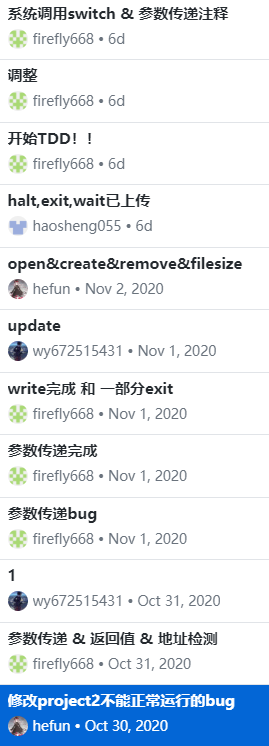 系统调用switch & 参数传递注释
firefly668 • 6d
调整
firefly668 • 6d
开始TDD！！
firefly668 • 6d
halt,exit,wait已上传
haosheng055 • 6d
open&create&remove&filesize
hefun • Nov 2, 2020
update
wy672515431 • Nov 1, 2020
write完成 和 一部分exit
firefly668 • Nov 1, 2020
参数传递完成
firefly668 • Nov 1, 2020
参数传递bug
firefly668 • Nov 1, 2020
1
wy672515431 • Oct 31, 2020
参数传递 & 返回值 & 地址检测
firefly668 • Oct 31, 2020
修改project2不能正常运行的bug
hefun • Oct 30, 2020